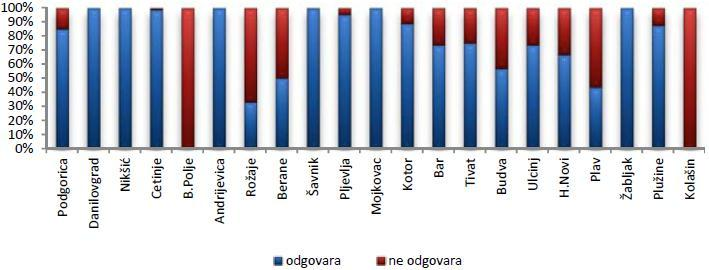 100%
90%
80%
70%
60%
50%
40%
30%
20%
10%
0%
Podgorica
Danilovgrad
Nikšić
Cetinje
B.Polje
Andrijevica
Rožaje
Berane
Šavnik
Pljevlja
Mojkovac
Kotor
Bar
Tivat
Budva
Ulcinj
H.Novi
Plav
Žabljak
Plužine
Kolašin
odgovara ne odgovara